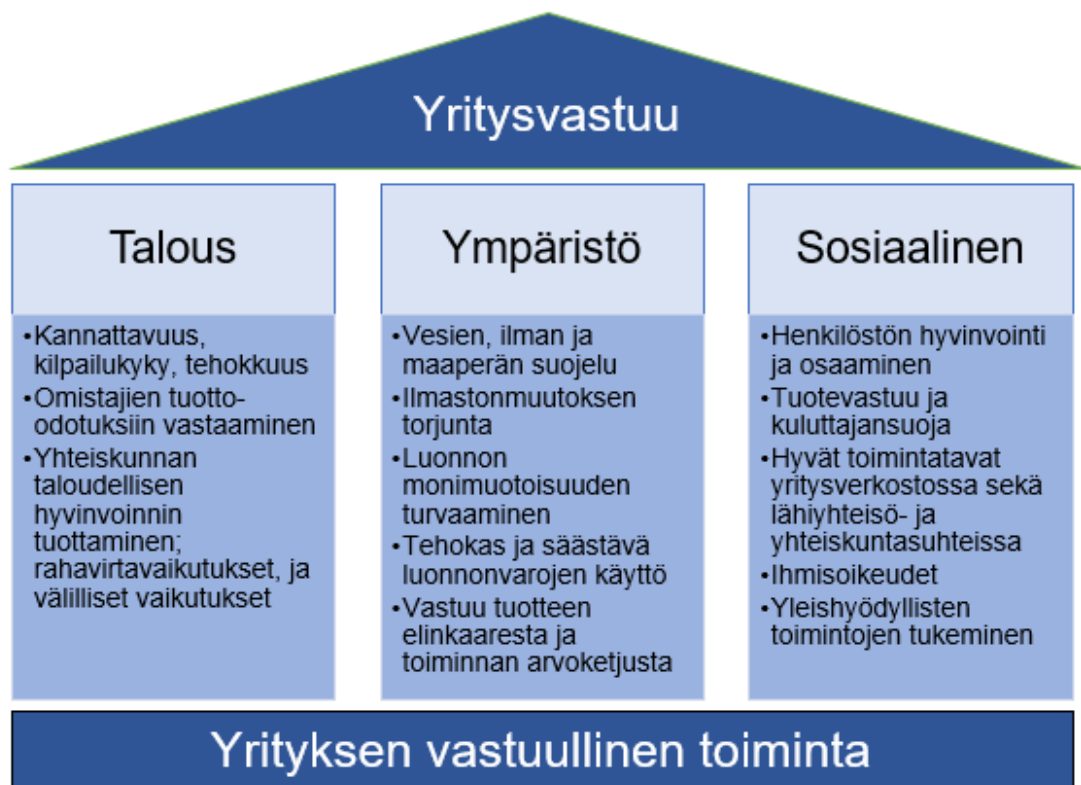 Yritysvastuu
Talous
•Kannattavuus,
kilpailukyky, tehokkuus
•Omistajien tuotto-
odotuksiin vastaaminen
•Yhteiskunnan
taloudellisen
hyvinvoinnin
tuottaminen;
rahavirtavaikutukset, ja
välilliset vaikutukset
Ympäristö
•Vesien, ilman ja
maaperän suojelu
•Ilmastonmuutoksen
torjunta
•Luonnon
monimuotoisuuden
turvaaminen
•Tehokas ja säästävä
luonnonvarojen käyttö
•Vastuu tuotteen
elinkaaresta ja
toiminnan arvoketjusta
Sosiaalinen
•Henkilöstön hyvinvointi
ja osaaminen
•Tuotevastuu ja
kuluttajansuoja
•Hyvät toimintatavat
yritysverkostossa sekä
lähiyhteisö- ja
yhteiskuntasuhteissa
•Ihmisoikeudet
•Yleishyödyllisten
toimintojen tukeminen
Yrityksen vastuullinen toiminta